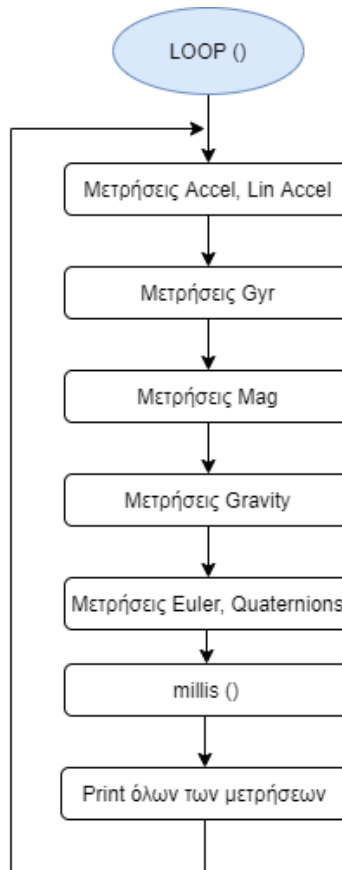 LOOP ()
Μετρήσεις Accel, Lin Accel
Μετρήσεις Gyr
Μετρήσεις Mag
Μετρήσεις Gravity
Μετρήσεις Euler, Quaternions
millis ()
Print όλων των μετρήσεων